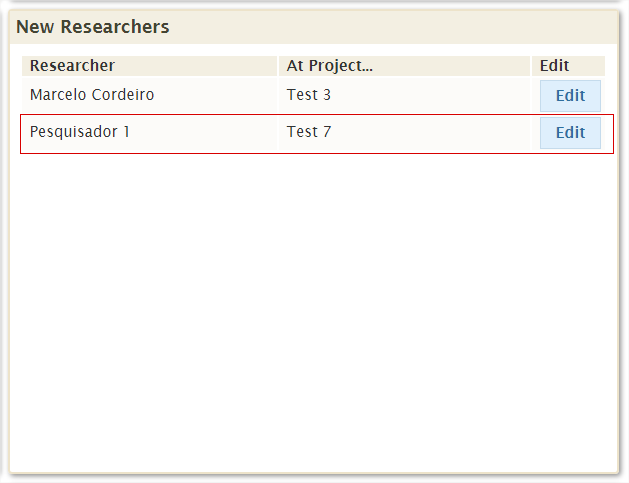 New Researchers
Researcher At Project... Edit
Marcelo Cordeiro Test 3 Edit
Pesquisador 1 Test 7 Edit